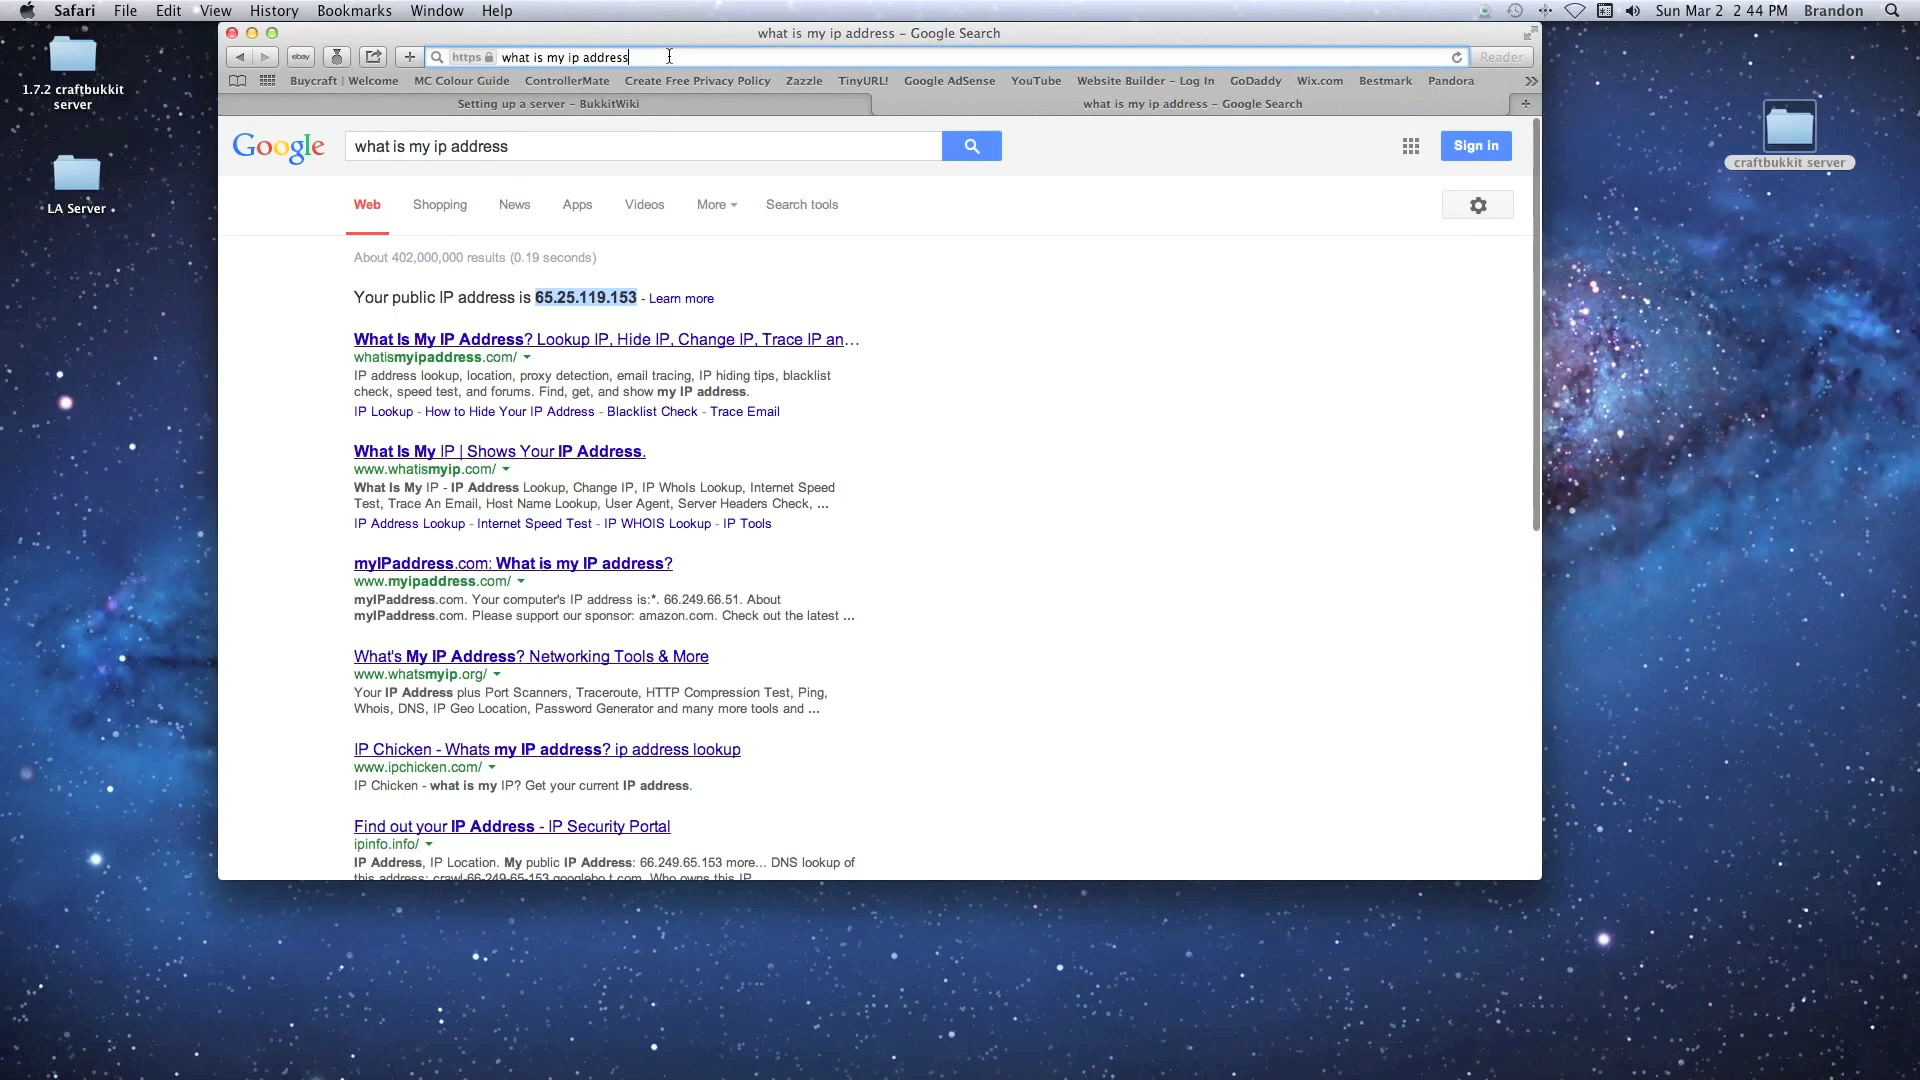 Safari File Edit View History Bookmarks Window Help
Sun Mar 2 2 44 PM Brandon
what is my ip address – Google Search
ebay https what is my ip address Reader
Buycraft | Welcome MC Colour Guide ControllerMate Create Free Privacy Policy Zazzle TinyURL! Google AdSense YouTube Website Builder – Log In GoDaddy Wix.com Bestmark Pandora
Setting up a server – BukkitWiki
what is my ip address – Google Search
1.7.2 craftbukkit
server
LA Server
craftbukkit server
Google what is my ip address Sign in
Web Shopping News Apps Videos More Search tools
About 402,000,000 results (0.19 seconds)
Your public IP address is 65.25.119.153 - Learn more
What Is My IP Address? Lookup IP, Hide IP, Change IP, Trace IP an...
whatismyipaddress.com/
IP address lookup, location, proxy detection, email tracing, IP hiding tips, blacklist
check, speed test, and forums. Find, get, and show my IP address.
IP Lookup - How to Hide Your IP Address - Blacklist Check - Trace Email
What Is My IP | Shows Your IP Address.
www.whatismyip.com/
What Is My IP - IP Address Lookup, Change IP, IP WhoIs Lookup, Internet Speed
Test, Trace An Email, Host Name Lookup, User Agent, Server Headers Check, ...
IP Address Lookup - Internet Speed Test - IP WHOIS Lookup - IP Tools
myIPaddress.com: What is my IP address?
www.myipaddress.com/
myIPaddress.com. Your computer's IP address is:*. 66.249.66.51. About
myIPaddress.com. Please support our sponsor: amazon.com. Check out the latest ...
What's My IP Address? Networking Tools & More
www.whatsmyip.org/
Your IP Address plus Port Scanners, Traceroute, HTTP Compression Test, Ping,
Whois, DNS, IP Geo Location, Password Generator and many more tools and ...
IP Chicken - Whats my IP address? ip address lookup
www.ipchicken.com/
IP Chicken - what is my IP? Get your current IP address.
Find out your IP Address - IP Security Portal
ipinfo.info/
IP Address, IP Location. My public IP Address: 66.249.65.153 more... DNS lookup of
this address: crawl-66-249-65-153.googlebo t.com. Who owns this IP